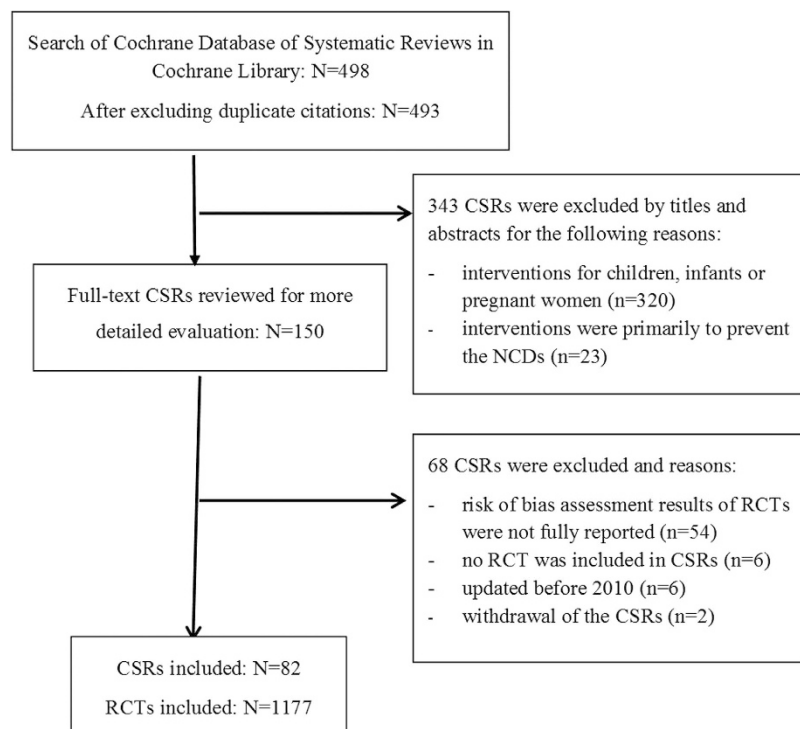 Search of Cochrane Database of Systematic Reviews in
Cochrane Library: N=498
After excluding duplicate citations: N=493
343 CSRs were excluded by titles and
abstracts for the following reasons:
- interventions for children, infants or
pregnant women (n=320)
- interventions were primarily to prevent
the NCDs (n=23)
Full-text CSRs reviewed for more
detailed evaluation: N=150
68 CSRs were excluded and reasons:
- risk of bias assessment results of RCTs
were not fully reported (n=54)
- no RCT was included in CSRs (n=6)
- updated before 2010 (n=6)
- withdrawal of the CSRs (n=2)
CSRs included: N=82
RCTs included: N=1177